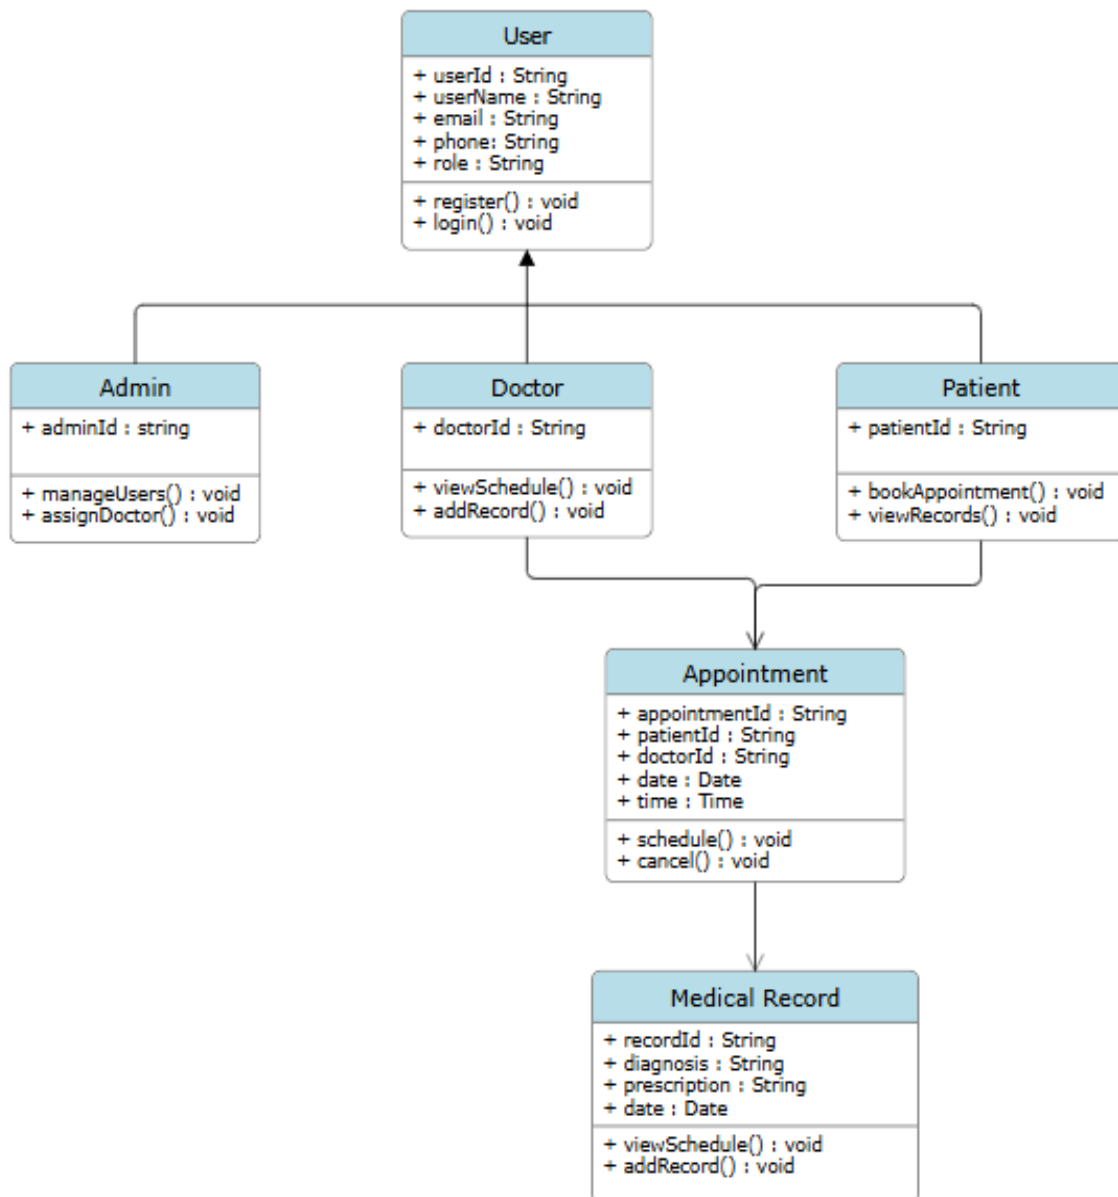 User
+ userId : String
+ userName : String
+ email : String
+ phone: String
+ role : String
+ register() : void
+ login() : void
Admin
+ adminId : string
+ manageUsers() : void
+ assignDoctor() : void
Doctor
+ doctorId : String
+ viewSchedule() : void
+ addRecord() : void
Patient
+ patientId : String
+ bookAppointment() : void
+ viewRecords() : void
Appointment
+ appointmentId : String
+ patientId : String
+ doctorId : String
+ date : Date
+ time : Time
+ schedule() : void
+ cancel() : void
Medical Record
+ recordId : String
+ diagnosis : String
+ prescription : String
+ date : Date
+ viewSchedule() : void
+ addRecord() : void